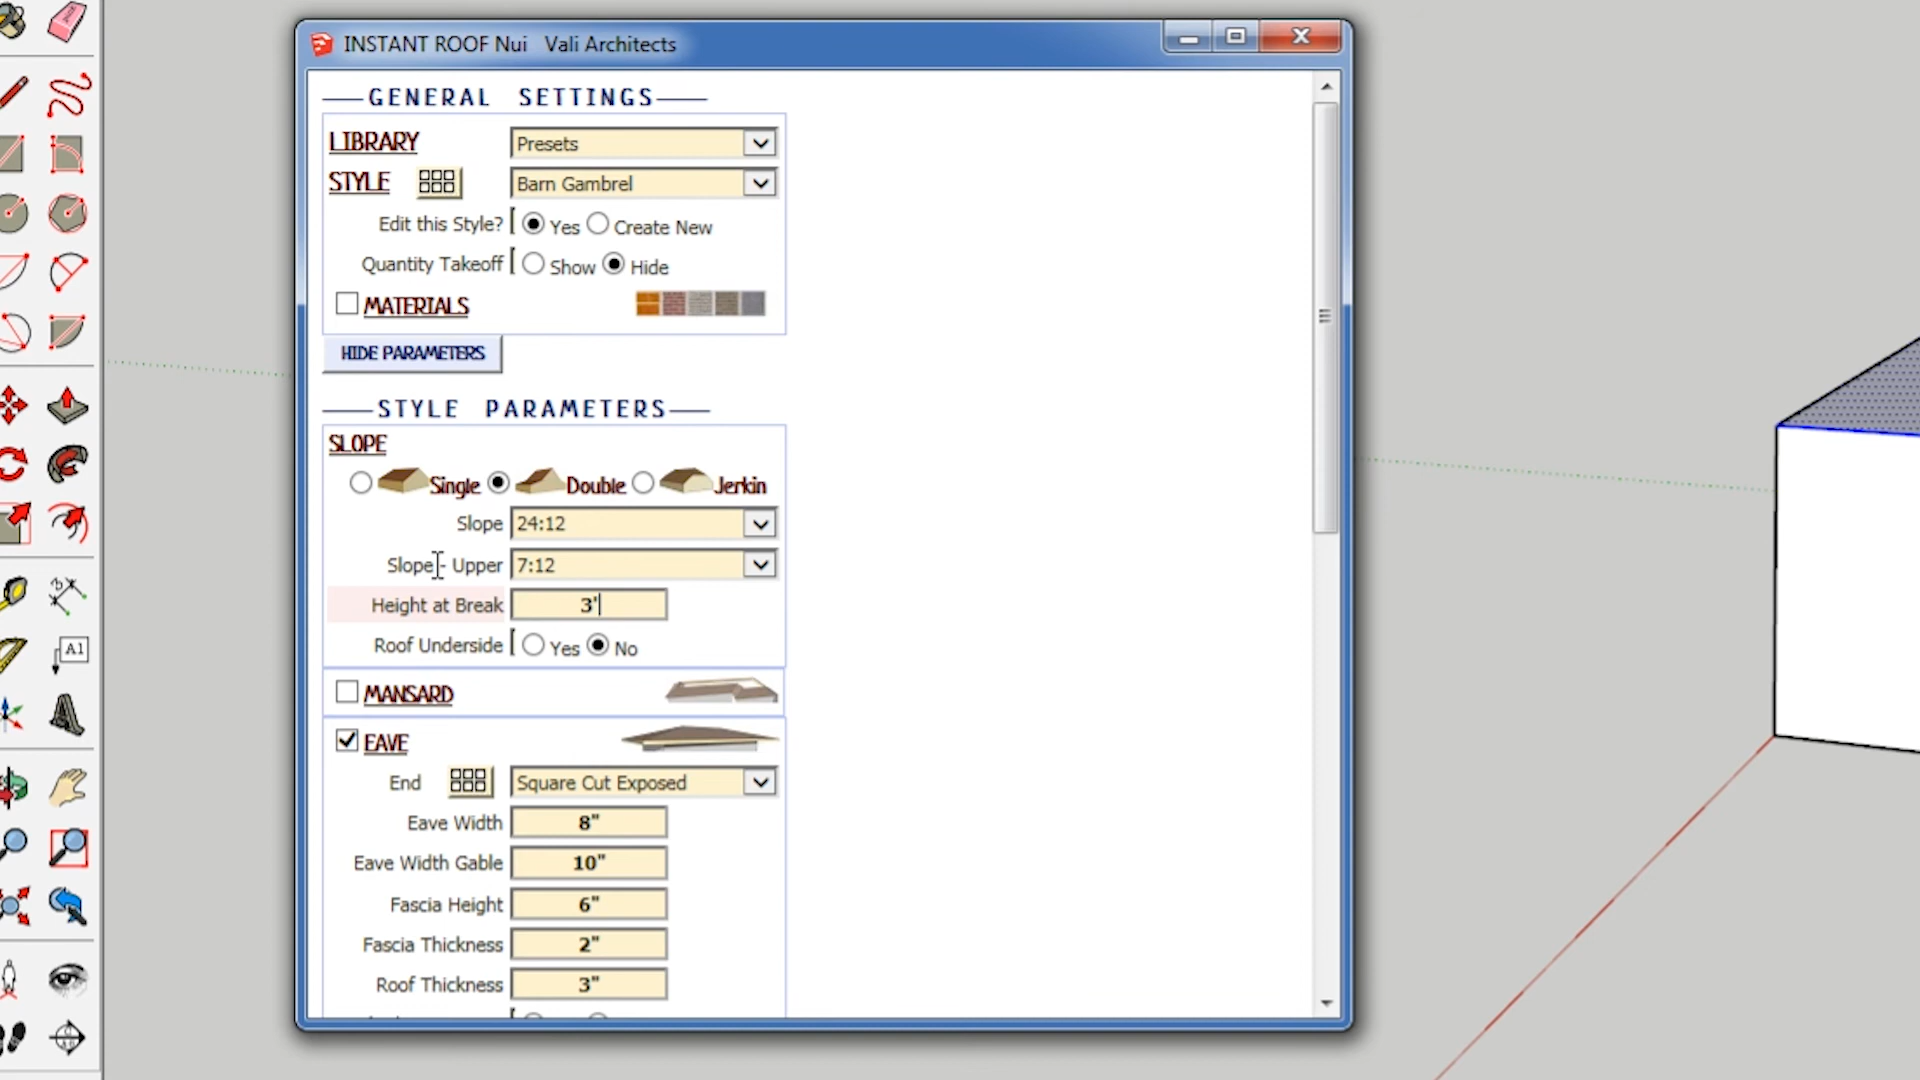 INSTANT ROOF Nui Vali Architects
GENERAL SETTINGS
LIBRARY Presets
STYLE Barn Gambrel
Edit this Style? Yes Create New
Quantity Takeoff Show Hide
MATERIALS
HIDE PARAMETERS
STYLE PARAMETERS
SLOPE
Single Double Jerkin
Slope 24:12
Slope - Upper 7:12
Height at Break 3'
Roof Underside Yes No
MANSARD
EAVE
End Square Cut Exposed
Eave Width 8"
Eave Width Gable 10"
Fascia Height 6"
Fascia Thickness 2"
Roof Thickness 3"
A1